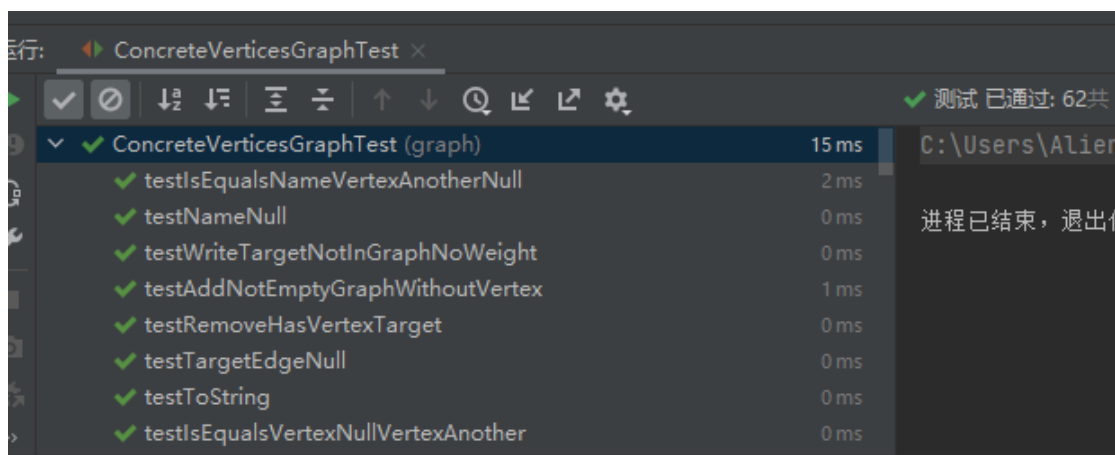 运行: ConcreteVerticesGraphTest
测试 已通过: 62共
ConcreteVerticesGraphTest (graph) 15 ms
C:\Users\Alien
testIsEqualsNameVertexAnotherNull 2 ms
testNameNull 0 ms
进程已结束，退出
testWriteTargetNotInGraphNoWeight 0 ms
testAddNotEmptyGraphWithoutVertex 1 ms
testRemoveHasVertexTarget 0 ms
testTargetEdgeNull 0 ms
testToString 0 ms
testIsEqualsVertexNullVertexAnother 0 ms